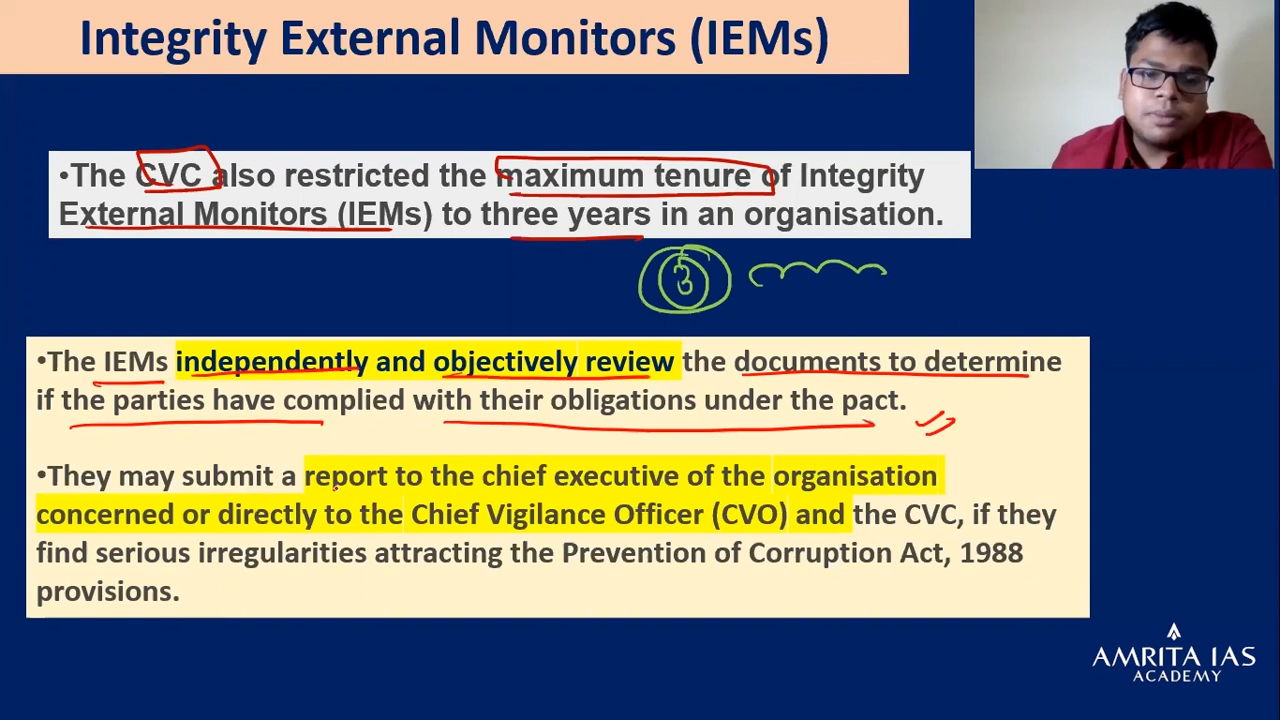 Integrity External Monitors (IEMs)
•The CVC also restricted the maximum tenure of Integrity
External Monitors (IEMs) to three years in an organisation.
3
•The IEMs independently and objectively review the documents to determine
if the parties have complied with their obligations under the pact.
•They may submit a report to the chief executive of the organisation
concerned or directly to the Chief Vigilance Officer (CVO) and the CVC, if they
find serious irregularities attracting the Prevention of Corruption Act, 1988
provisions.
AMRITA IAS
ACADEMY